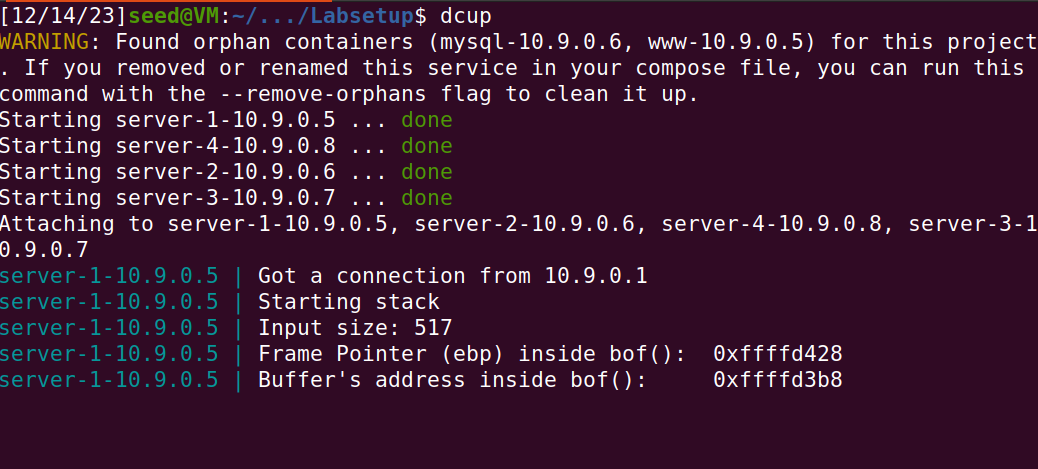 [12/14/23]seed@VM:~/.../Labsetup$ dcup
WARNING: Found orphan containers (mysql-10.9.0.6, www-10.9.0.5) for this project
. If you removed or renamed this service in your compose file, you can run this
command with the --remove-orphans flag to clean it up.
Starting server-1-10.9.0.5 ... done
Starting server-4-10.9.0.8 ... done
Starting server-2-10.9.0.6 ... done
Starting server-3-10.9.0.7 ... done
Attaching to server-1-10.9.0.5, server-2-10.9.0.6, server-4-10.9.0.8, server-3-1
0.9.0.7
server-1-10.9.0.5 | Got a connection from 10.9.0.1
server-1-10.9.0.5 | Starting stack
server-1-10.9.0.5 | Input size: 517
server-1-10.9.0.5 | Frame Pointer (ebp) inside bof():  0xffffd428
server-1-10.9.0.5 | Buffer's address inside bof():     0xffffd3b8